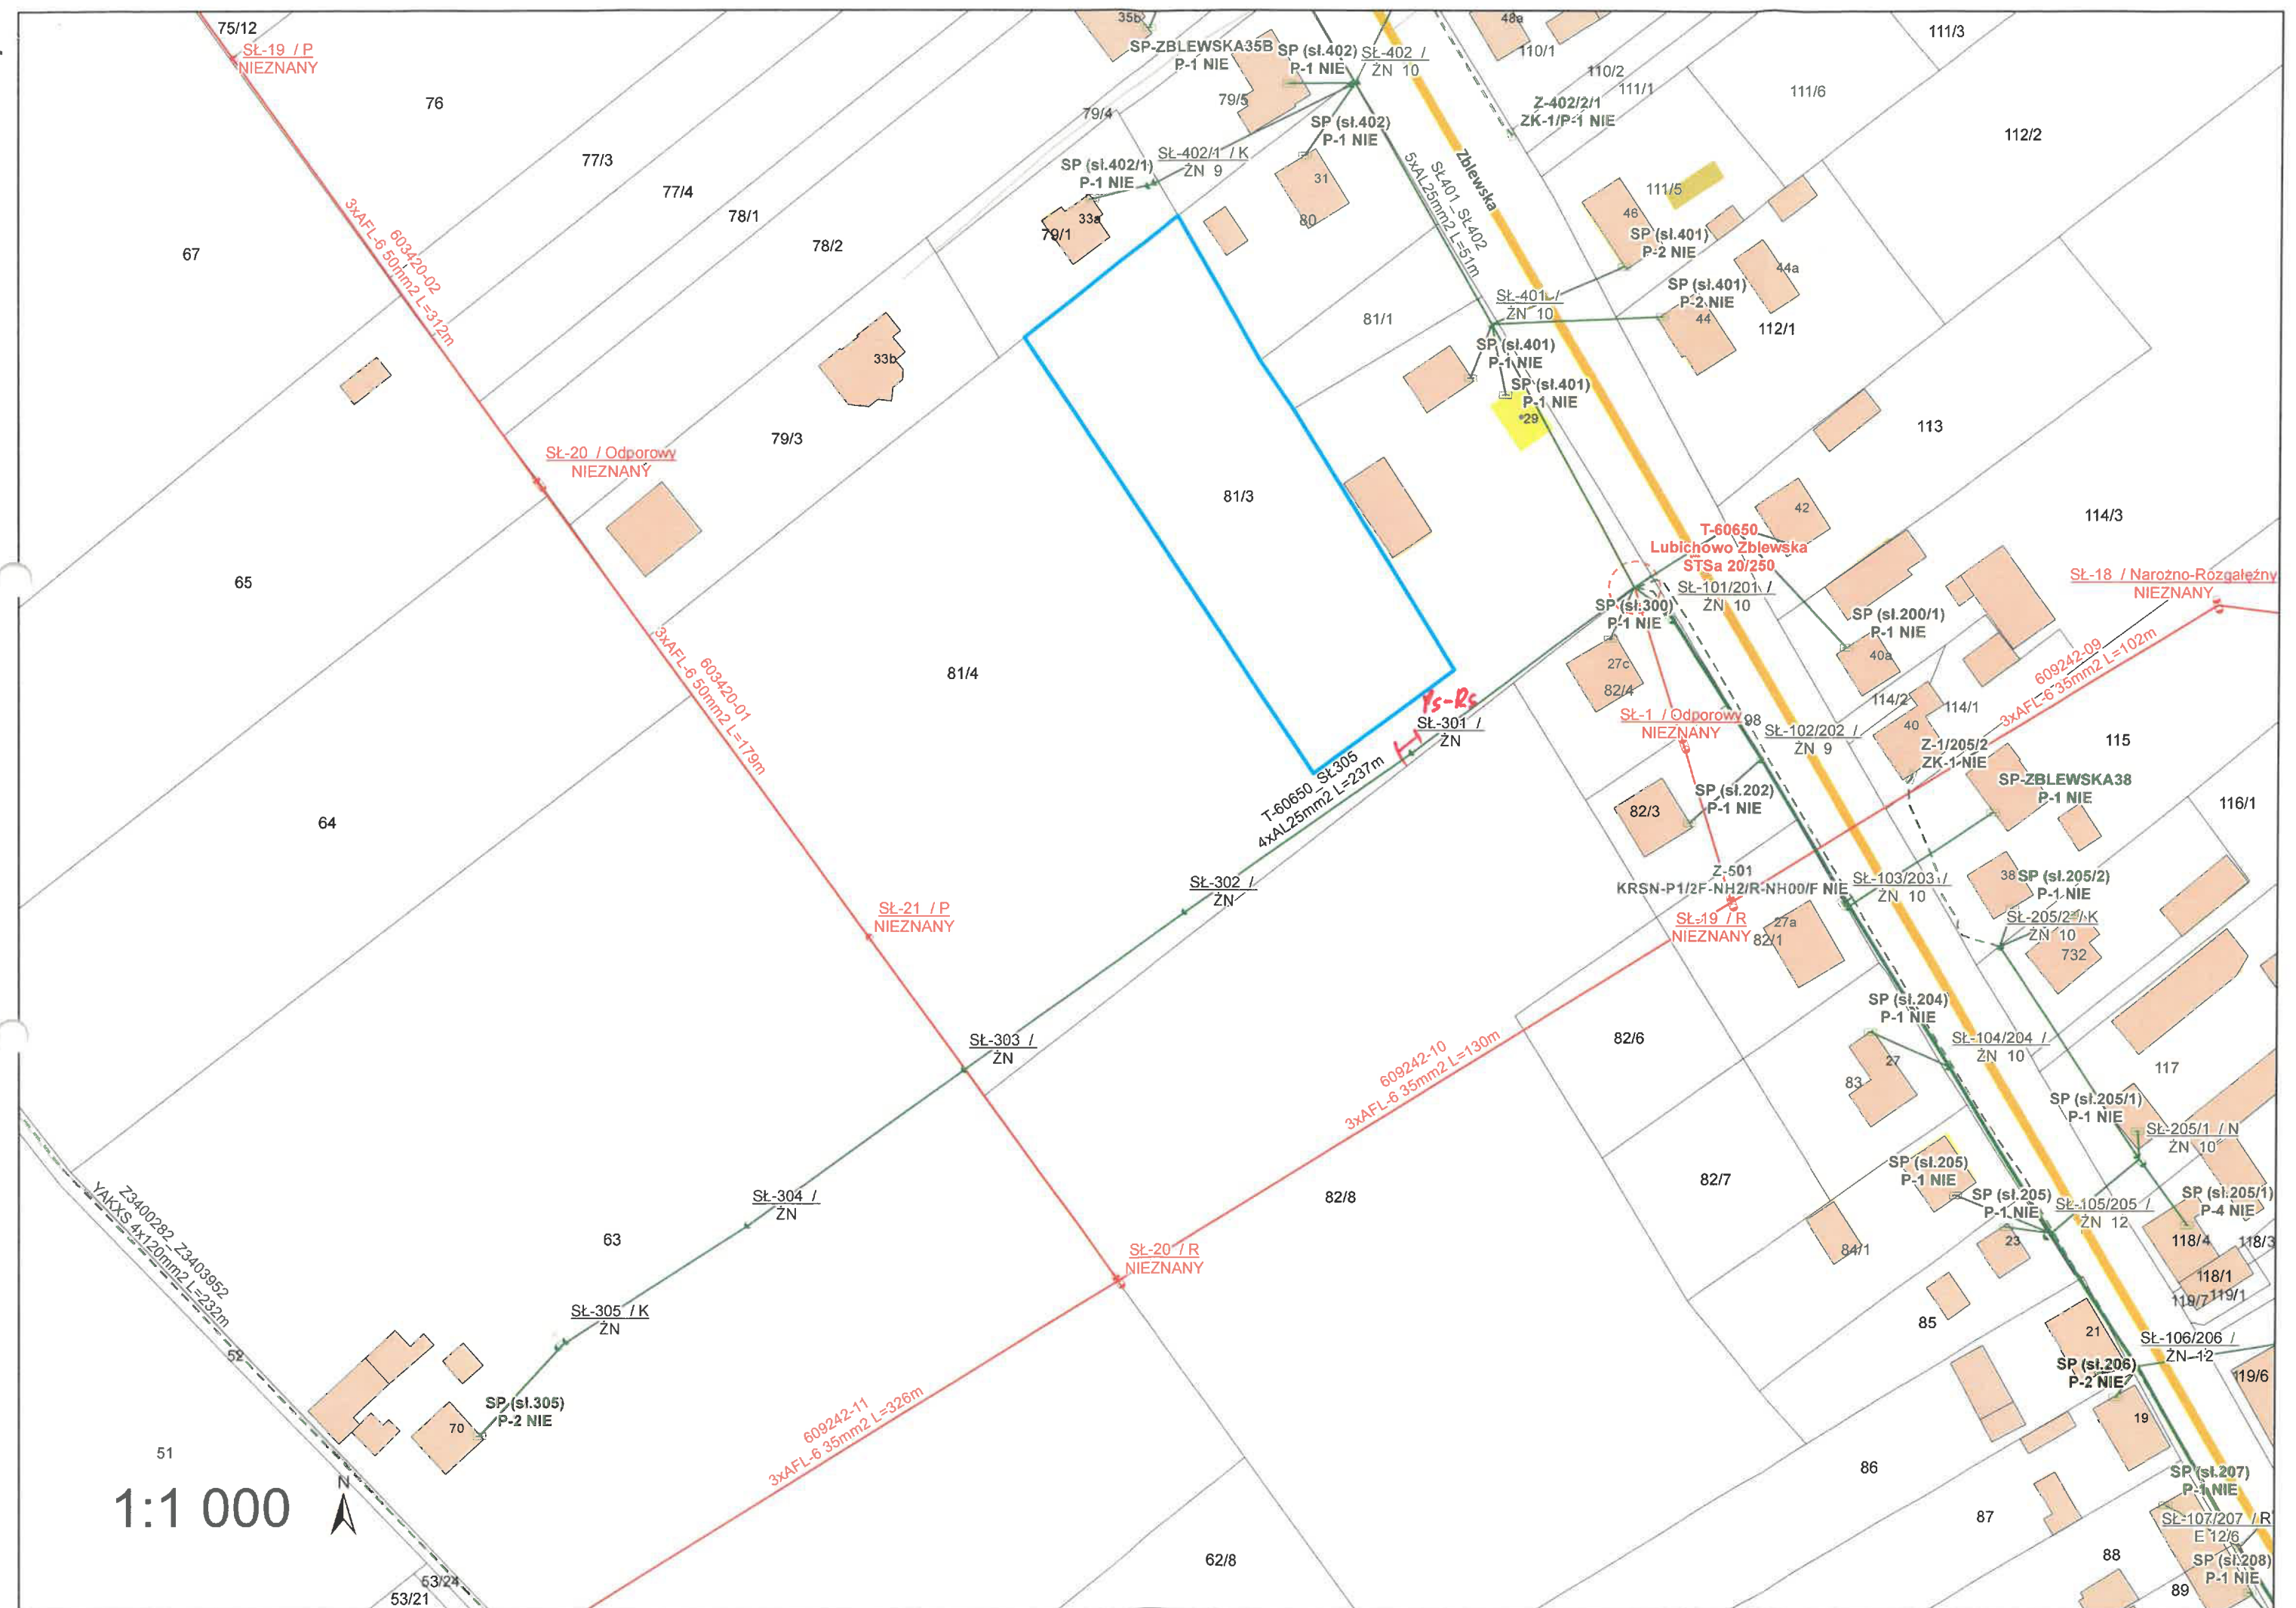 75/12
SŁ-19 / P
NIEZNANY
76
77/3
77/4
78/1
78/2
67
603420-02
3xAFL-6 50mm2 L=312m
35b
SP-ZBLEWSKA35B
P-1 NIE
SP (sł.402)
P-1 NIE
SŁ-402 /
ŻN 10
79/5
79/4
SP (sł.402)
P-1 NIE
SŁ-402/1 / K
ŻN 9
SP (sł.402/1)
P-1 NIE
33a
79/1
31
80
48a
110/1
110/2
111/1
111/3
111/6
112/2
Z-402/2/1
ZK-1/P-1 NIE
Zblewska
SŁ401_SŁ402
5xAL25mm2 L=51m
111/5
46
SP (sł.401)
P-2 NIE
44a
SP (sł.401)
P-2 NIE
44
112/1
SŁ-401 /
ŻN 10
81/1
SP (sł.401)
P-1 NIE
SP (sł.401)
P-1 NIE
29
33b
79/3
SŁ-20 / Odporowy
NIEZNANY
81/3
113
42
114/3
T-60650
Lubichowo Zblewska
STSa 20/250
SŁ-101/201 /
ŻN 10
SP (sł.300)
P-1 NIE
27c
82/4
SP (sł.200/1)
P-1 NIE
40a
SŁ-18 / Narożno-Rozgałęźny
NIEZNANY
609242-09
3xAFL-6 35mm2 L=102m
65
603420-01
3xAFL-6 50mm2 L=179m
81/4
Ps-Rs
SŁ-301 /
ŻN
T-60650_SŁ305
4xAL25mm2 L=237m
SŁ-1 / Odporowy
NIEZNANY
98
SŁ-102/202 /
ŻN 9
114/2
114/1
40
Z-1/205/2
ZK-1 NIE
115
SP-ZBLEWSKA38
P-1 NIE
116/1
64
82/3
SP (sł.202)
P-1 NIE
Z-501
KRSN-P1/2F-NH2/R-NH00/F NIE
SŁ-103/203 /
ŻN 10
38
SP (sł.205/2)
P-1 NIE
SŁ-205/2 / K
ŻN 10
732
SŁ-302 /
ŻN
SŁ-21 / P
NIEZNANY
SŁ-19 / R
NIEZNANY
27a
82/1
SP (sł.204)
P-1 NIE
SŁ-104/204 /
ŻN 10
SŁ-303 /
ŻN
82/6
609242-10
3xAFL-6 35mm2 L=130m
83
27
117
SP (sł.205/1)
P-1 NIE
SŁ-205/1 / N
ŻN 10
SP (sł.205)
P-1 NIE
82/7
SP (sł.205)
P-1 NIE
SŁ-105/205 /
ŻN 12
SP (sł.205/1)
P-4 NIE
SŁ-304 /
ŻN
82/8
63
Z3400282_Z3403952
YAKXS 4x120mm2 L=232m
SŁ-20 / R
NIEZNANY
84/1
23
118/4
118/3
118/1
119/7
119/1
SŁ-305 / K
ŻN
85
21
SŁ-106/206 /
ŻN 12
SP (sł.206)
P-2 NIE
119/6
52
SP (sł.305)
P-2 NIE
70
609242-11
3xAFL-6 35mm2 L=326m
19
51
86
SP (sł.207)
P-1 NIE
1:1 000
N
87
SŁ-107/207 / R
E 12/6
62/8
88
SP (sł.208)
P-1 NIE
53/24
53/21
89